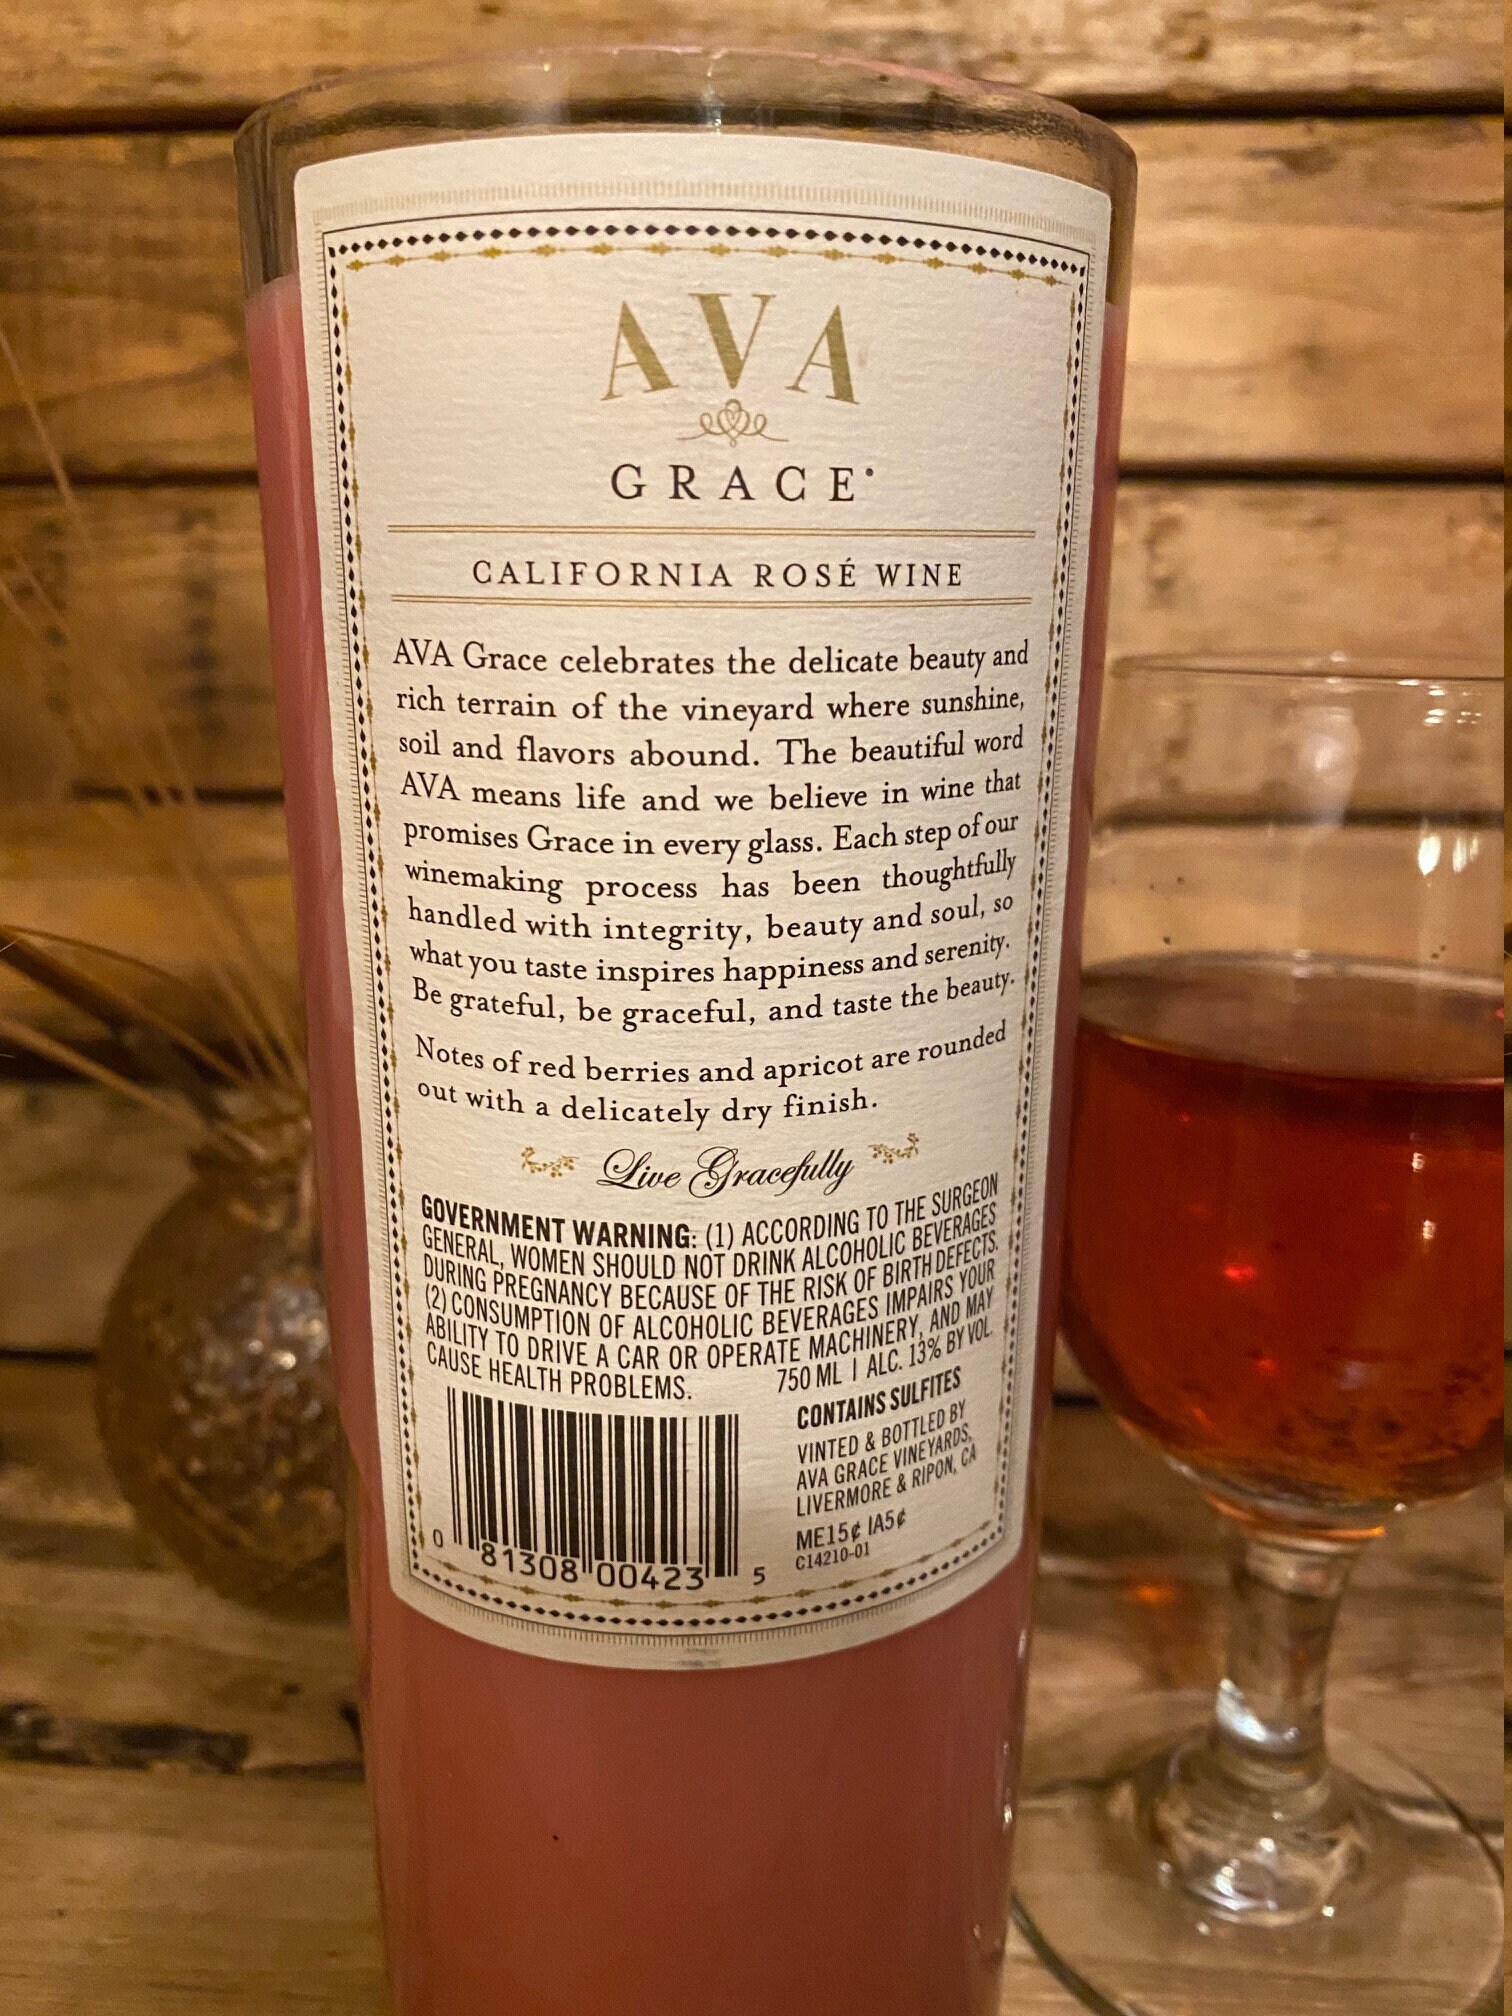 AVA
GRACE
CALIFORNIA ROSÉ WINE
AVA Grace celebrates the delicate beauty and
rich terrain of the vineyard where sunshine,
soil and flavors abound. The beautiful word
AVA means life and we believe in wine that
promises Grace in every glass. Each step of our
winemaking process has been thoughtfully
handled with integrity, beauty and soul, so
what you taste inspires happiness and serenity.
Be grateful, be graceful, and taste the beauty.
Notes of red berries and apricot are rounded
out with a delicately dry finish.
Live Gracefully
GOVERNMENT WARNING: (1) ACCORDING TO THE SURGEON
GENERAL, WOMEN SHOULD NOT DRINK ALCOHOLIC BEVERAGES
DURING PREGNANCY BECAUSE OF THE RISK OF BIRTH DEFECTS.
(2) CONSUMPTION OF ALCOHOLIC BEVERAGES IMPAIRS YOUR
ABILITY TO DRIVE A CAR OR OPERATE MACHINERY, AND MAY
CAUSE HEALTH PROBLEMS.
750 ML | ALC. 13% BY VOL.
CONTAINS SULFITES
VINTED & BOTTLED BY
AVA GRACE VINEYARDS,
LIVERMORE & RIPON, CA
ME15¢ IA5¢
C14210-01
0 81308 00423 5